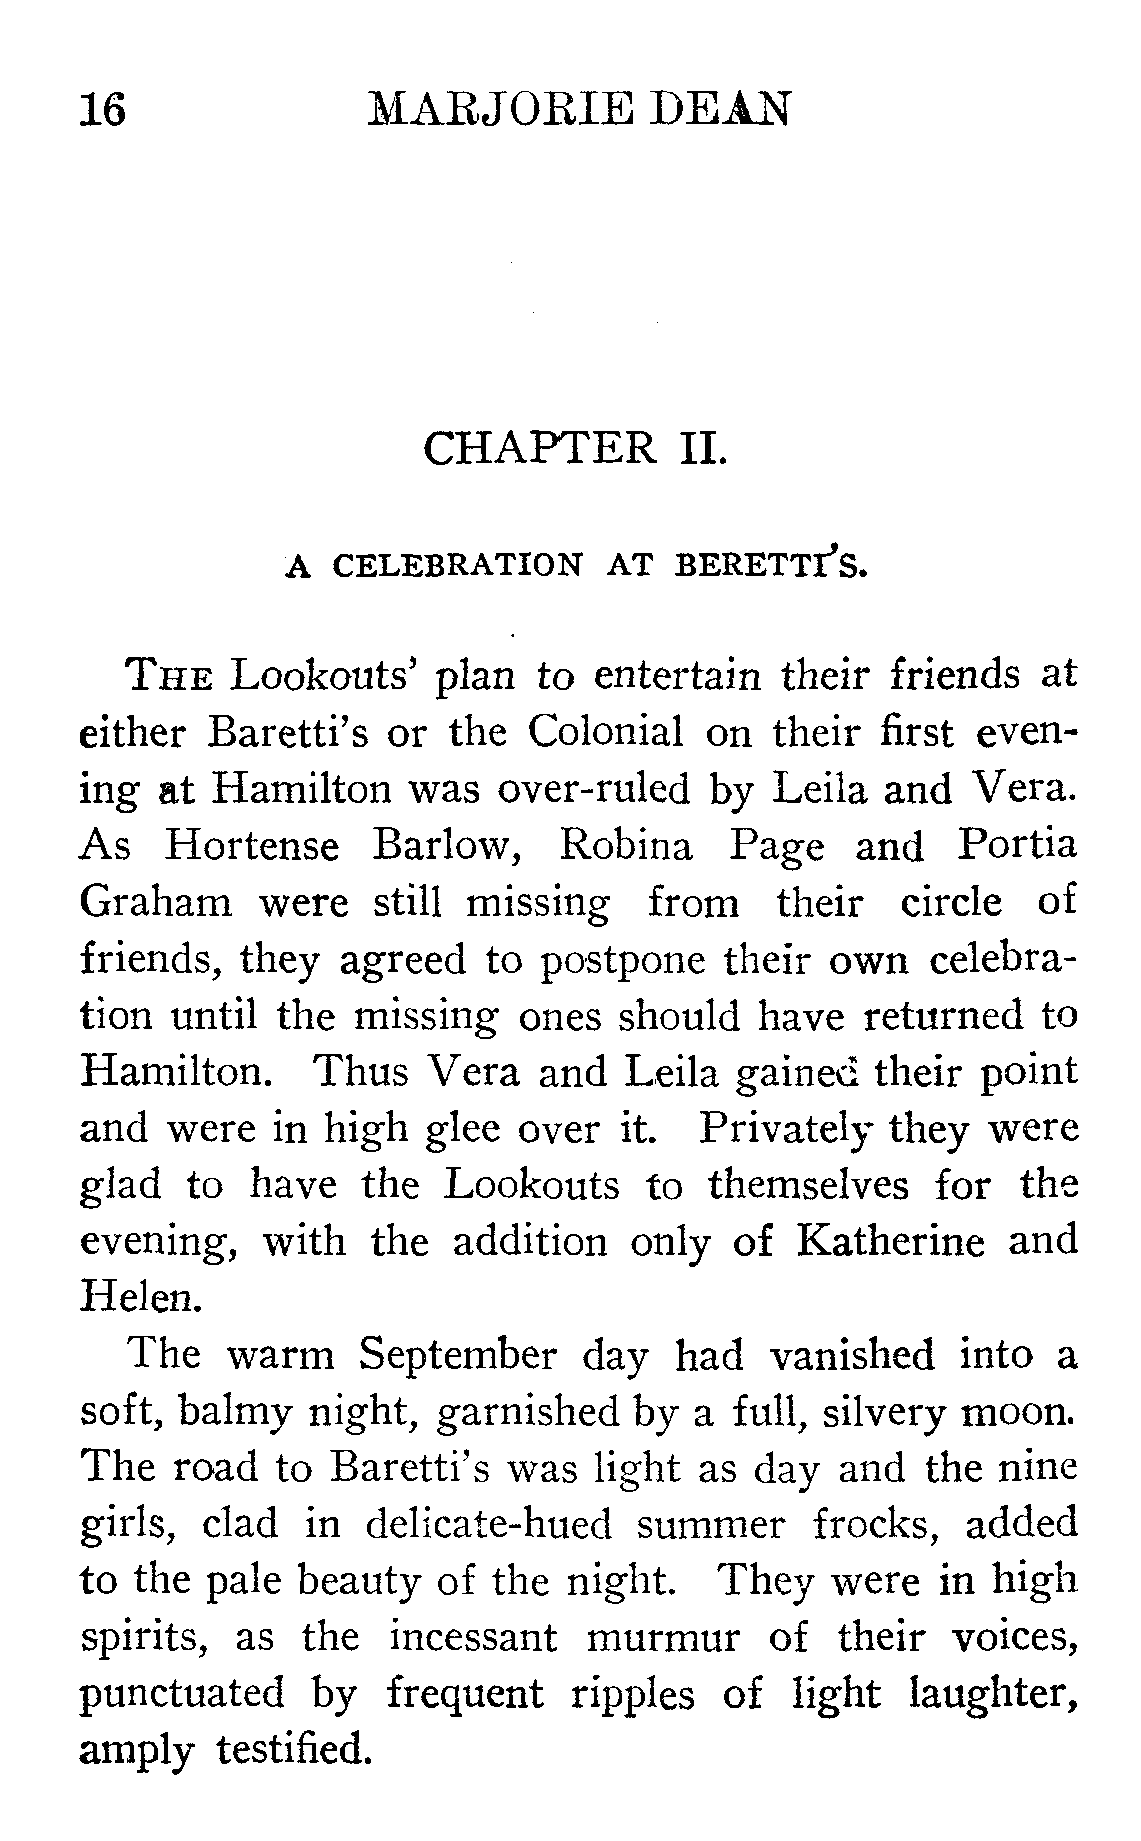 16 MARJORIE DEAN
CHAPTER II.
A CELEBRATION AT BERETTI'S.
THE Lookouts' plan to entertain their friends at
either Baretti's or the Colonial on their first even-
ing at Hamilton was over-ruled by Leila and Vera.
As Hortense Barlow, Robina Page and Portia
Graham were still missing from their circle of
friends, they agreed to postpone their own celebra-
tion until the missing ones should have returned to
Hamilton. Thus Vera and Leila gained their point
and were in high glee over it. Privately they were
glad to have the Lookouts to themselves for the
evening, with the addition only of Katherine and
Helen.
The warm September day had vanished into a
soft, balmy night, garnished by a full, silvery moon.
The road to Baretti's was light as day and the nine
girls, clad in delicate-hued summer frocks, added
to the pale beauty of the night. They were in high
spirits, as the incessant murmur of their voices,
punctuated by frequent ripples of light laughter,
amply testified.